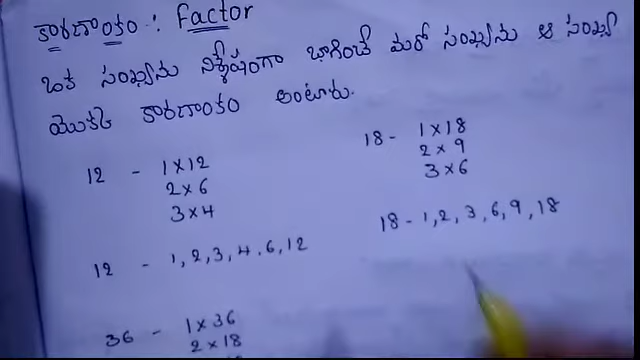 కారణాంకం : Factor
ఒక సంఖ్యను నిశ్శేషంగా భాగించే మరో సంఖ్యను ఆ సంఖ్య
యొక్క కారణాంకం అంటారు.
12 - 1 x 12
2 x 6
3 x 4
18 - 1 x 18
2 x 9
3 x 6
12 - 1, 2, 3, 4, 6, 12
18 - 1, 2, 3, 6, 9, 18
36 - 1 x 36
2 x 18